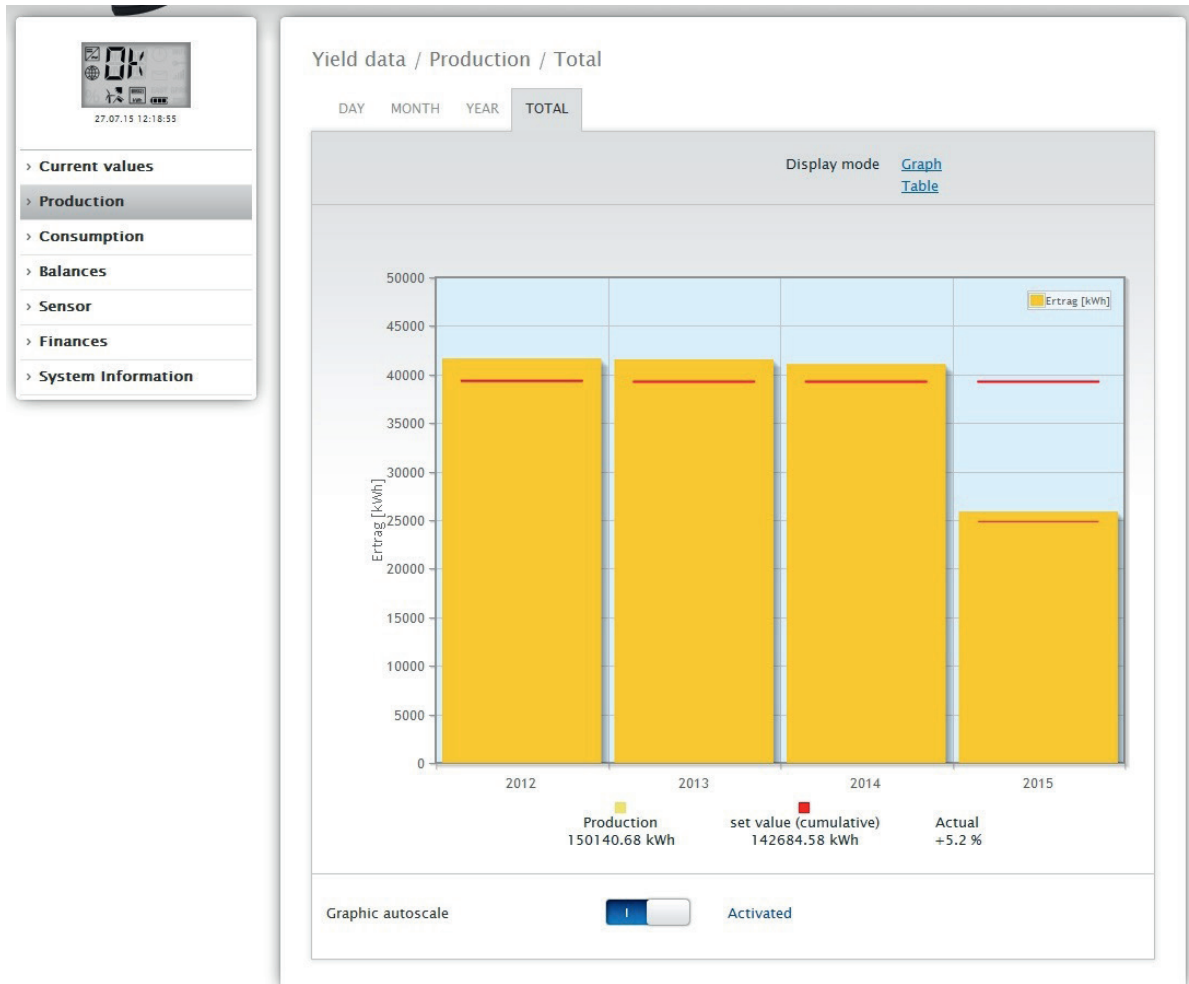 OK
kWh
27.07.15 12:18:55
› Current values
› Production
› Consumption
› Balances
› Sensor
› Finances
› System Information
Yield data / Production / Total
DAY MONTH YEAR TOTAL
Display mode Graph
Table
Ertrag [kWh]
50000
45000
40000
35000
30000
25000
20000
15000
10000
5000
0
Ertrag [kWh]
2012 2013 2014 2015
Production set value (cumulative) Actual
150140.68 kWh 142684.58 kWh +5.2 %
Graphic autoscale I Activated